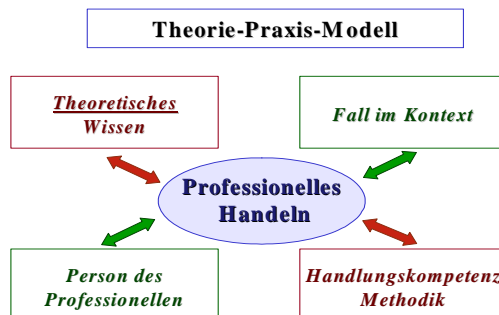 Theorie-Praxis-Modell
Theoretisches
Wissen
Fall im Kontext
Professionelles
Handeln
Person des
Professionellen
Handlungskompetenz
Methodik